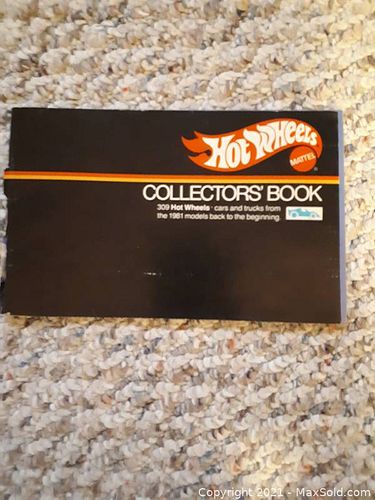 HOT WHEELS
MATTEL
COLLECTORS' BOOK
309 Hot Wheels® cars and trucks from
the 1981 models back to the beginning.
Copyright © 2021 - MaxSold.com